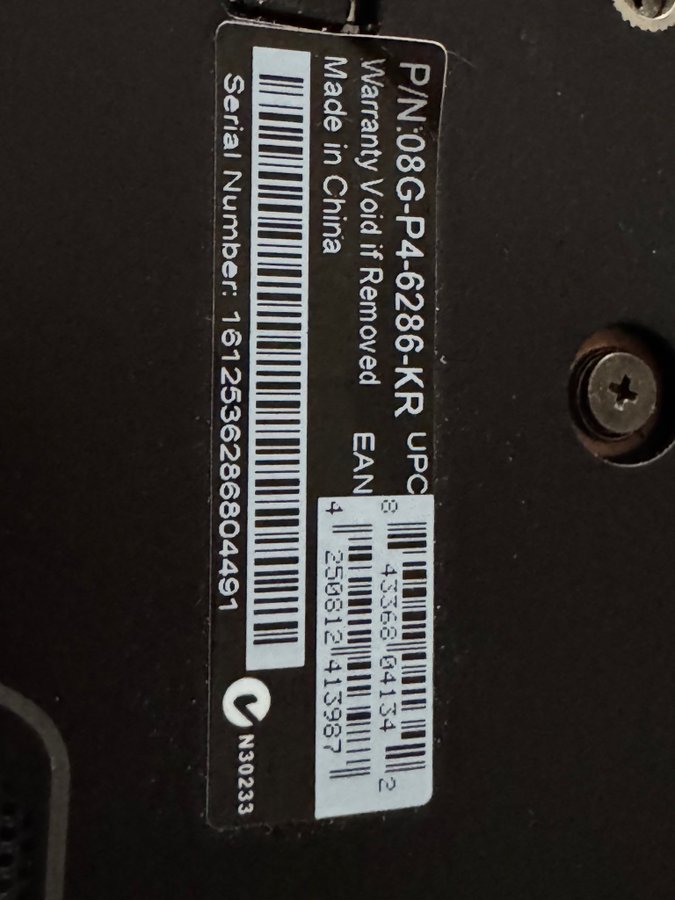 P/N:08G-P4-6286-KR
Warranty Void if Removed
Made in China
UPC
8 43368 04134 2
EAN
4 250812 413987
Serial Number: 1612536286804491
N30233